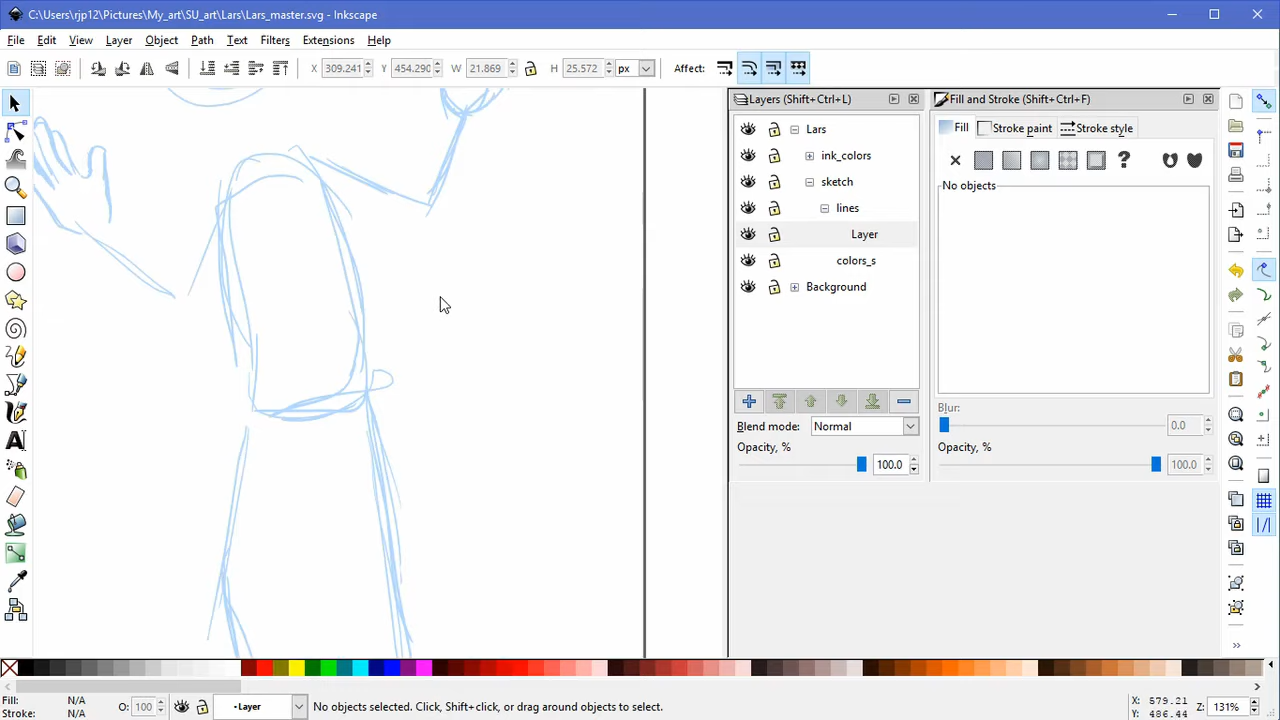 C:\Users\rjp12\Pictures\My_art\SU_art\Lars\Lars_master.svg - Inkscape
File Edit View Layer Object Path Text Filters Extensions Help
X 309.241 Y 454.290 W 21.869 H 25.572 px Affect:
Layers (Shift+Ctrl+L) Fill and Stroke (Shift+Ctrl+F)
Fill Stroke paint Stroke style
Lars
ink_colors
sketch
lines
Layer
colors_s
Background
No objects
Blur:
0.0
Opacity, %
100.0
Blend mode: Normal
Opacity, %
100.0
Fill: N/A
Stroke: N/A
O: 100
-Layer
No objects selected. Click, Shift+click, or drag around objects to select.
X: 579.21
Y: 486.44
Z: 131%